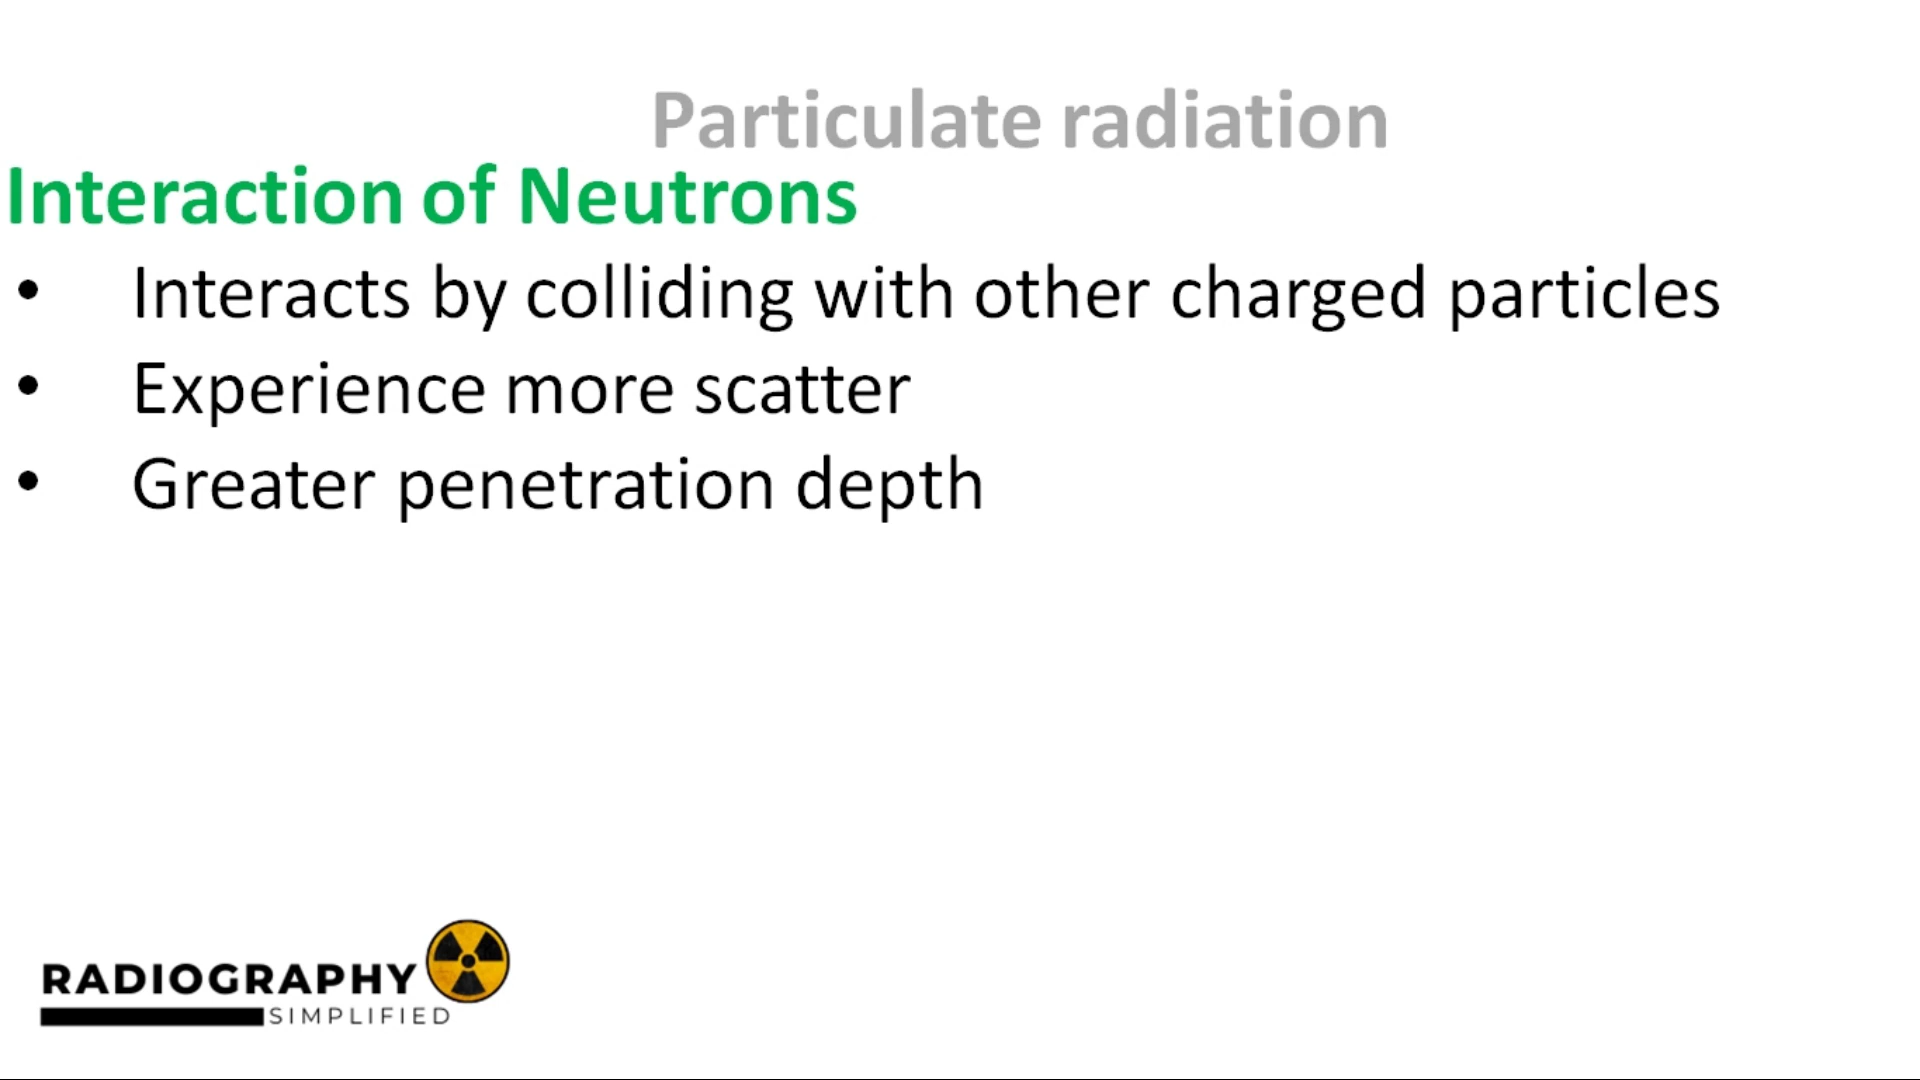 Particulate radiation
Interaction of Neutrons
• Interacts by colliding with other charged particles
• Experience more scatter
• Greater penetration depth
RADIOGRAPHY
SIMPLIFIED